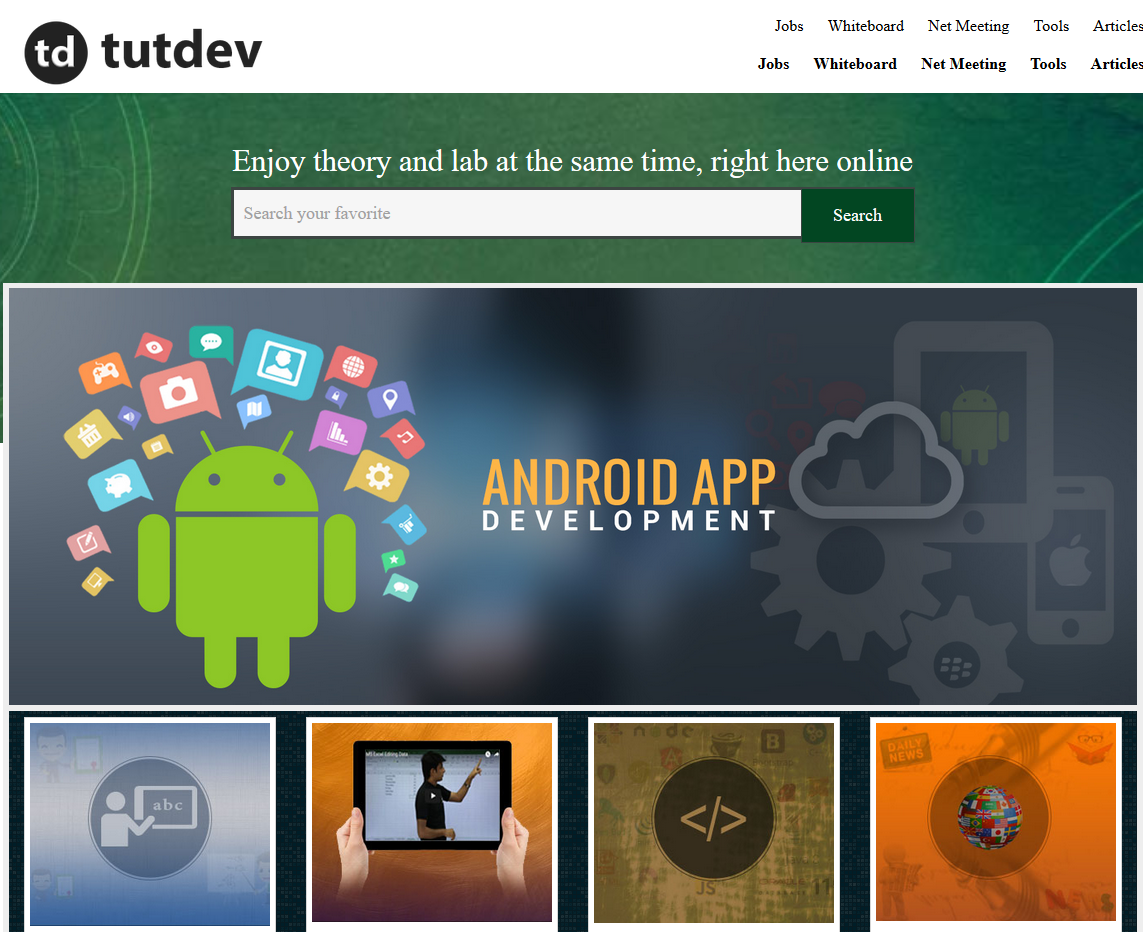 td tutdev
Jobs Whiteboard Net Meeting Tools Articles
Jobs Whiteboard Net Meeting Tools Articles
Enjoy theory and lab at the same time, right here online
Search your favorite
Search
ANDROID APP
DEVELOPMENT
abc
Excel Editing Data
</>
JS
B
11
DAILY
NEWS
NEWS